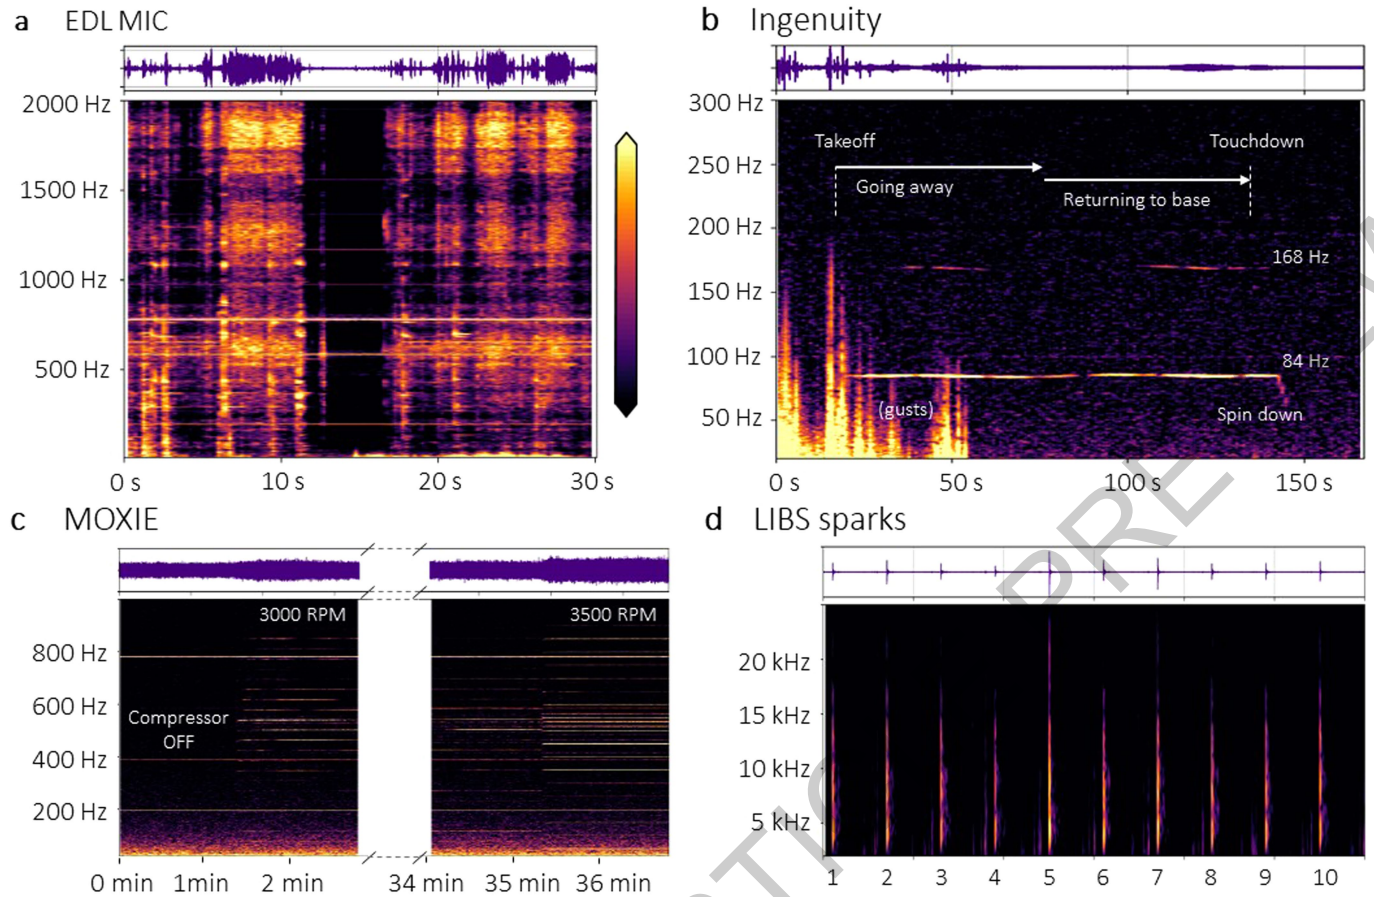 a EDL MIC
2000 Hz
1500 Hz
1000 Hz
500 Hz
0 s 10 s 20 s 30 s
b Ingenuity
300 Hz
250 Hz
200 Hz
150 Hz
100 Hz
50 Hz
Takeoff
Touchdown
Going away
Returning to base
168 Hz
84 Hz
(gusts)
Spin down
0 s 50 s 100 s 150 s
c MOXIE
3000 RPM
3500 RPM
800 Hz
600 Hz
400 Hz
200 Hz
Compressor
OFF
0 min 1min 2 min 34 min 35 min 36 min
d LIBS sparks
20 kHz
15 kHz
10 kHz
5 kHz
1 2 3 4 5 6 7 8 9 10